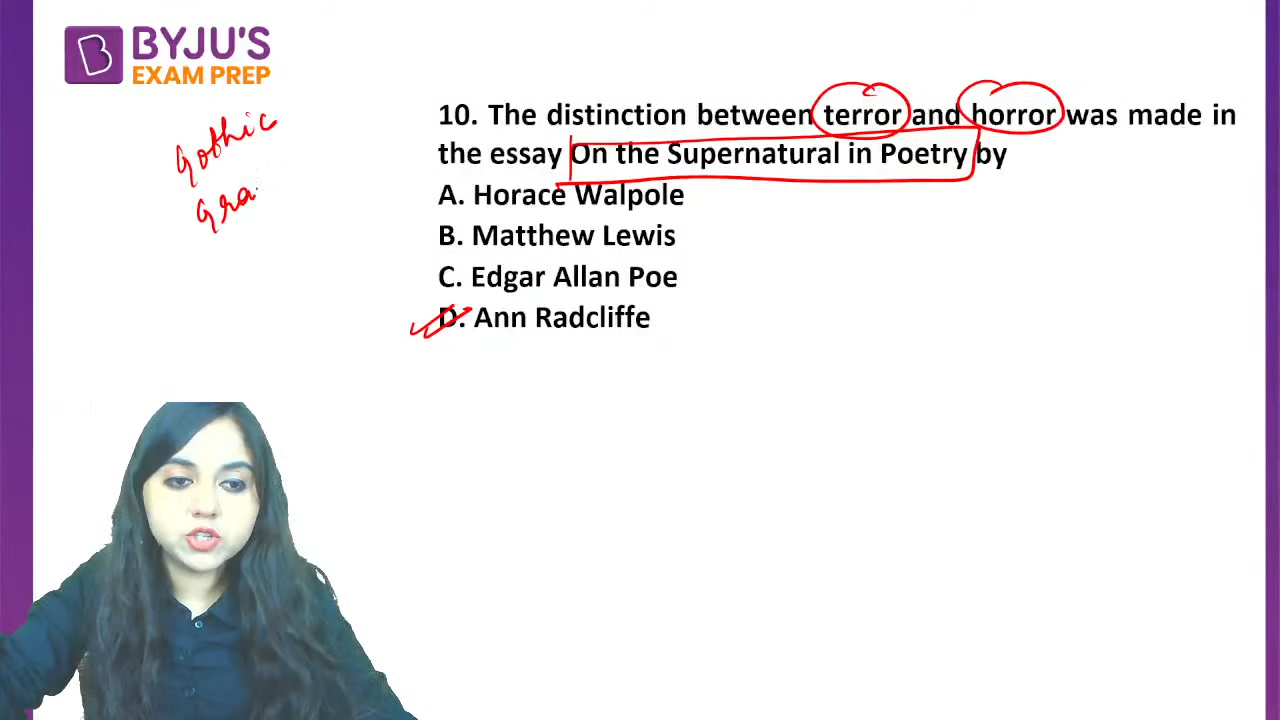 BYJU'S
EXAM PREP
Gothic
Gra
10. The distinction between terror and horror was made in
the essay On the Supernatural in Poetry by
A. Horace Walpole
B. Matthew Lewis
C. Edgar Allan Poe
D. Ann Radcliffe